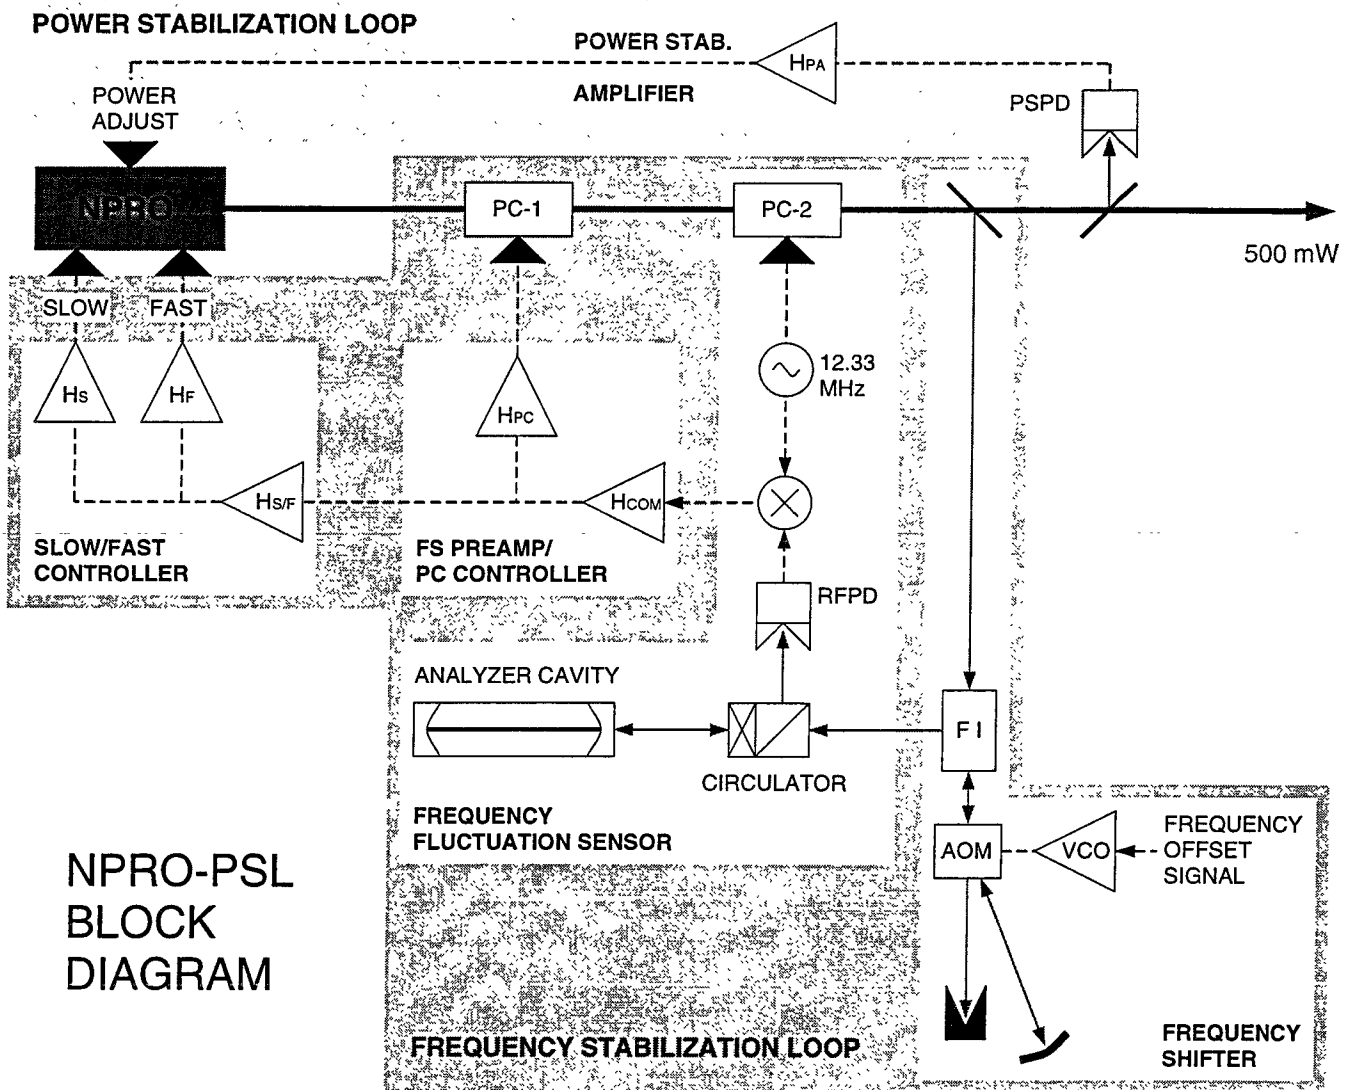 POWER STABILIZATION LOOP
POWER STAB.
AMPLIFIER
HPA
POWER
ADJUST
PSPD
NPRO
PC-1
PC-2
500 mW
SLOW
FAST
12.33
MHz
HS
HF
HPC
HS/F
HCOM
SLOW/FAST
CONTROLLER
FS PREAMP/
PC CONTROLLER
RFPD
ANALYZER CAVITY
F I
CIRCULATOR
FREQUENCY
FLUCTUATION SENSOR
AOM
VCO
FREQUENCY
OFFSET
SIGNAL
NPRO-PSL
BLOCK
DIAGRAM
FREQUENCY STABILIZATION LOOP
FREQUENCY
SHIFTER